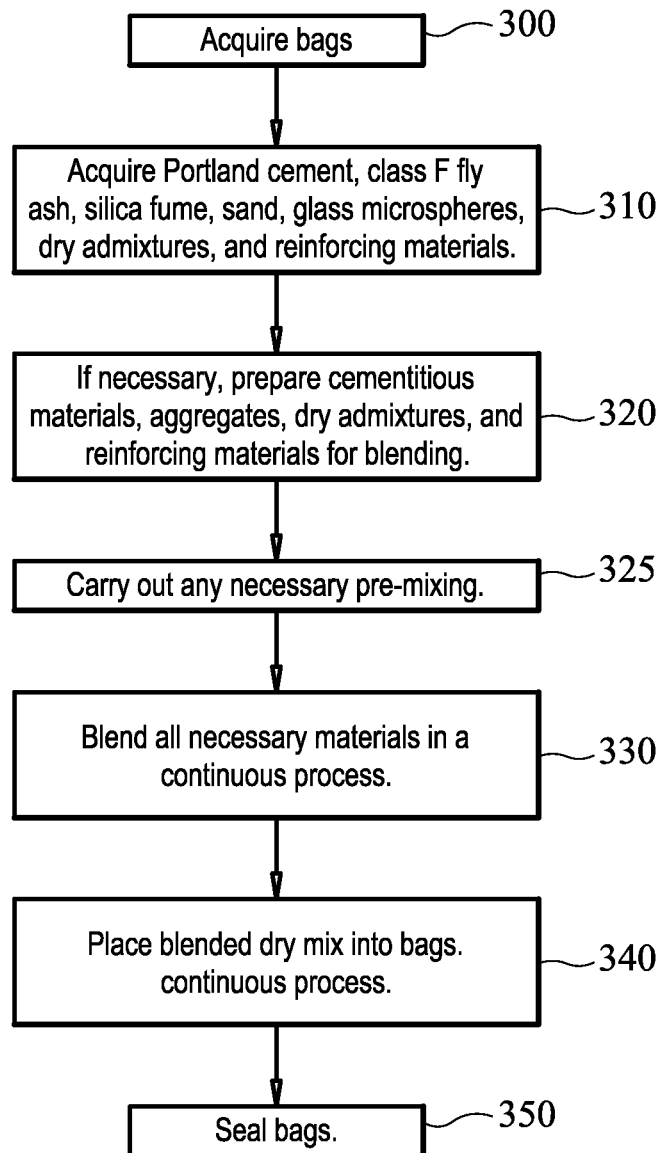 Acquire bags
300
Acquire Portland cement, class F fly
ash, silica fume, sand, glass microspheres,
dry admixtures, and reinforcing materials.
310
If necessary, prepare cementitious
materials, aggregates, dry admixtures, and
reinforcing materials for blending.
320
Carry out any necessary pre-mixing.
325
Blend all necessary materials in a
continuous process.
330
Place blended dry mix into bags.
continuous process.
340
Seal bags.
350